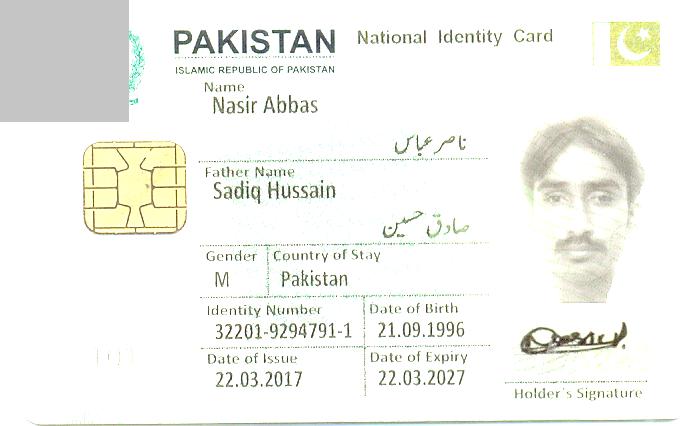 PAKISTAN National Identity Card
ISLAMIC REPUBLIC OF PAKISTAN
Name
Nasir Abbas
ناصر عباس
Father Name
Sadiq Hussain
صادق حسین
Gender Country of Stay
M Pakistan
Identity Number Date of Birth
32201-9294791-1 21.09.1996
Date of Issue Date of Expiry
22.03.2017 22.03.2027
Holder's Signature